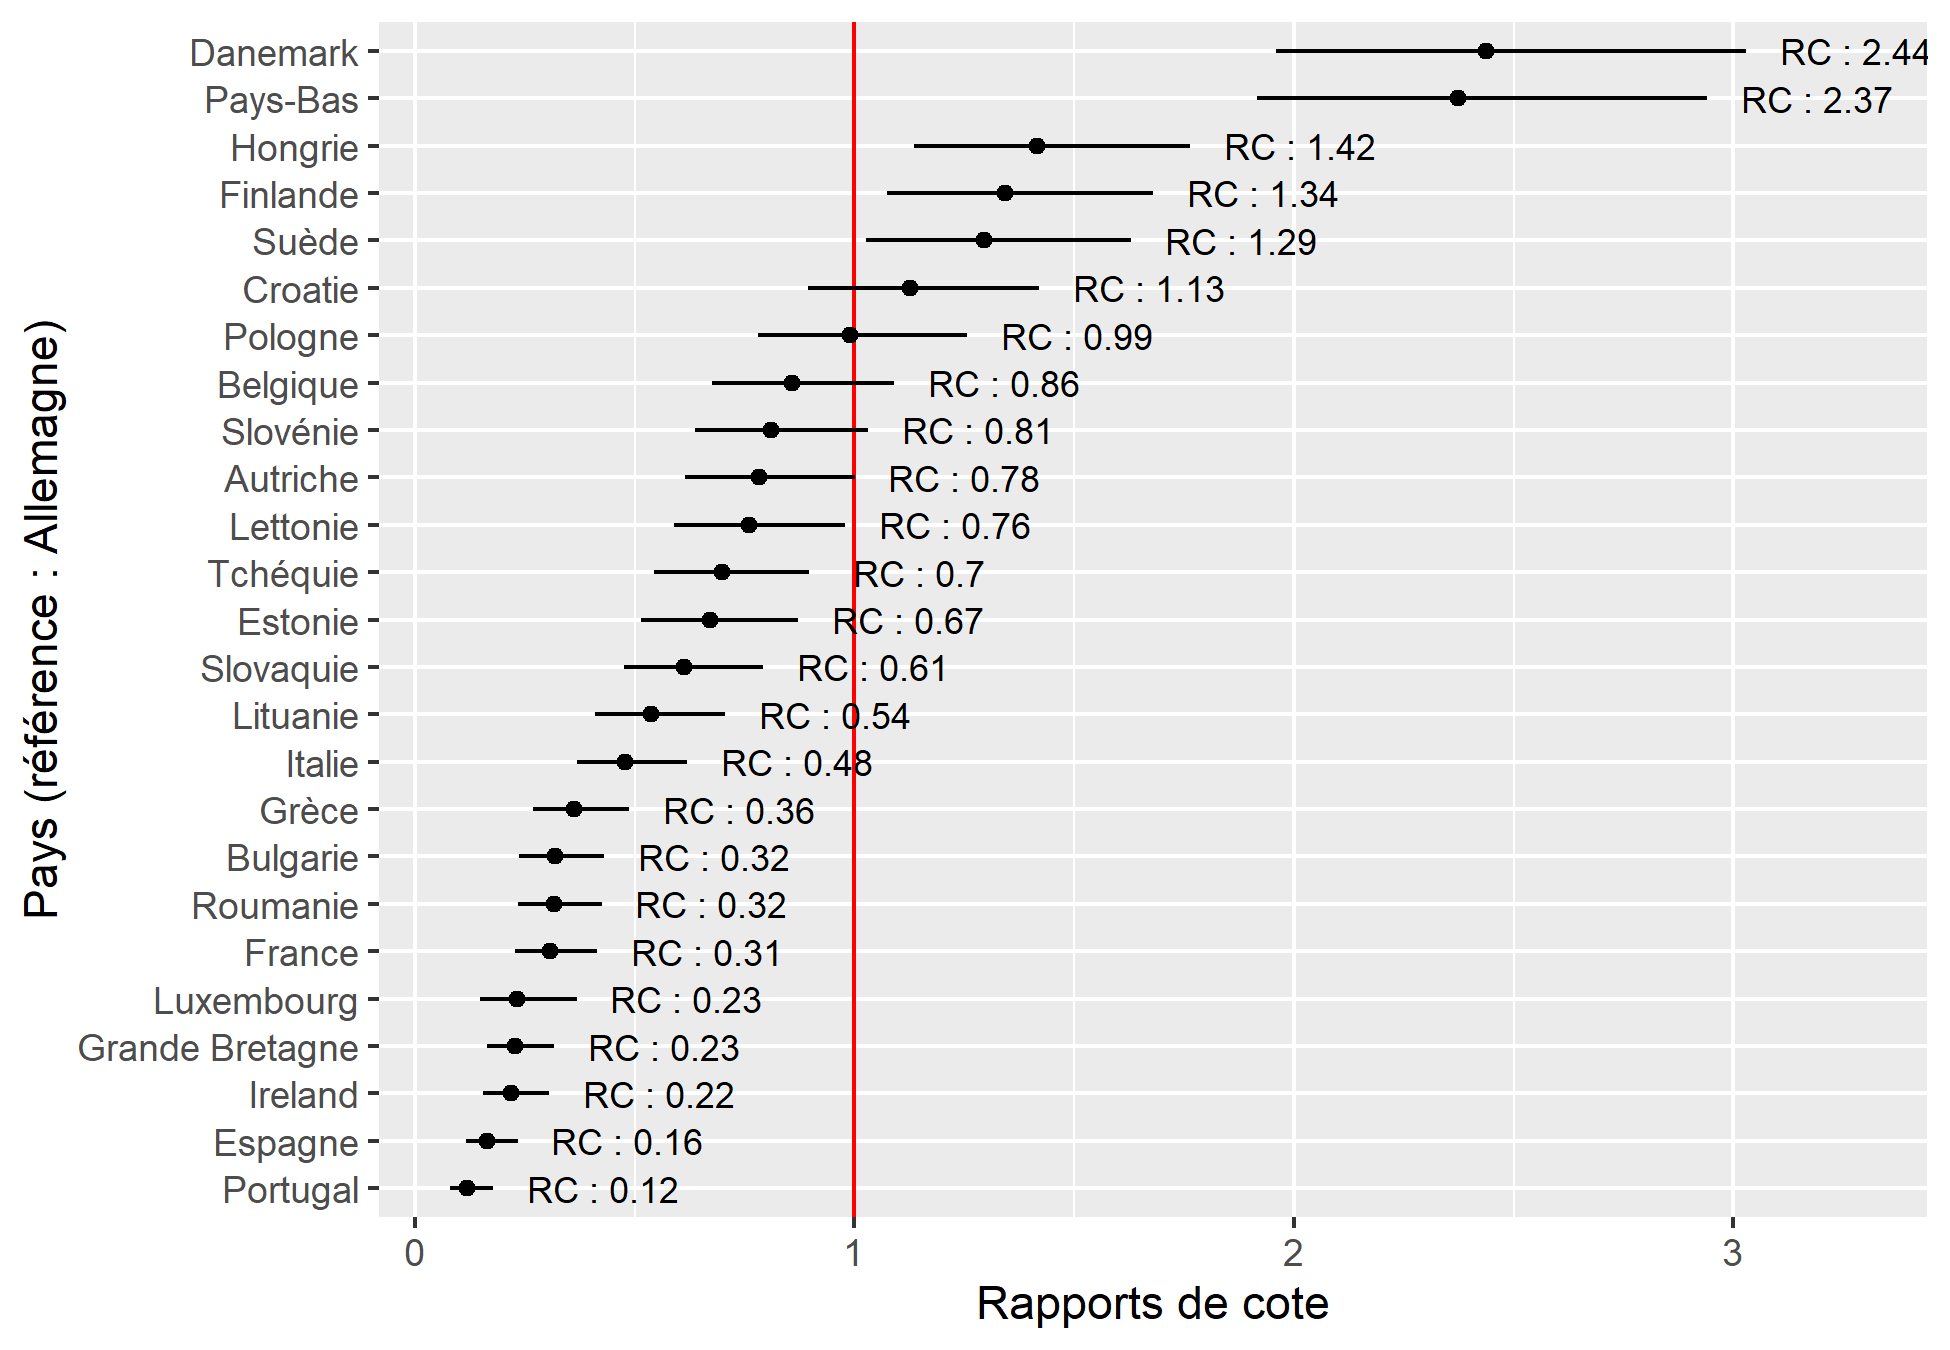 Pays (référence : Allemagne)
Danemark RC : 2.44
Pays-Bas RC : 2.37
Hongrie RC : 1.42
Finlande RC : 1.34
Suède RC : 1.29
Croatie RC : 1.13
Pologne RC : 0.99
Belgique RC : 0.86
Slovénie RC : 0.81
Autriche RC : 0.78
Lettonie RC : 0.76
Tchéquie RC : 0.7
Estonie RC : 0.67
Slovaquie RC : 0.61
Lituanie RC : 0.54
Italie RC : 0.48
Grèce RC : 0.36
Bulgarie RC : 0.32
Roumanie RC : 0.32
France RC : 0.31
Luxembourg RC : 0.23
Grande Bretagne RC : 0.23
Ireland RC : 0.22
Espagne RC : 0.16
Portugal RC : 0.12
0 1 2 3
Rapports de cote